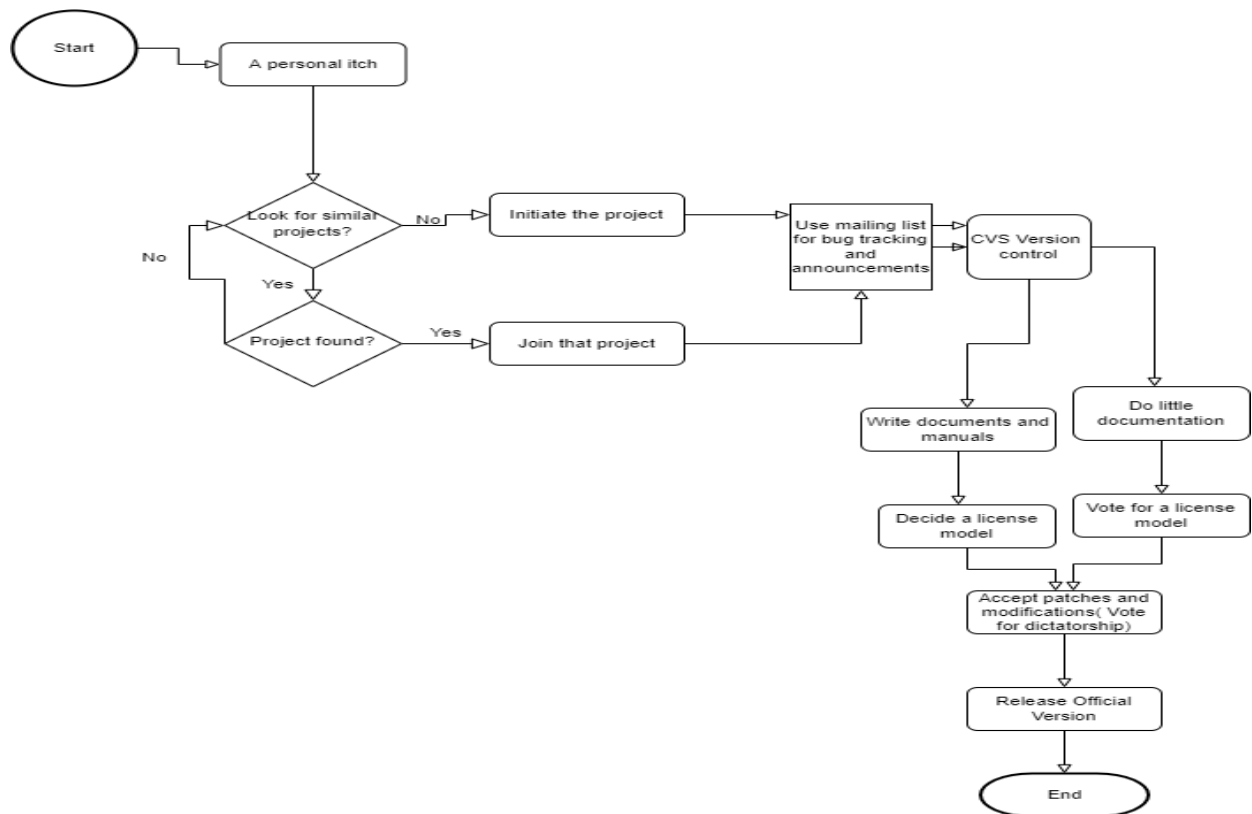 Start
A personal itch
Look for similar
projects?
No
Initiate the project
Use mailing list
for bug tracking
and
announcements
CVS Version
control
No
Yes
Project found?
Yes
Join that project
Write documents and
manuals
Do little
documentation
Decide a license
model
Vote for a license
model
Accept patches and
modifications( Vote
for dictatorship)
Release Official
Version
End